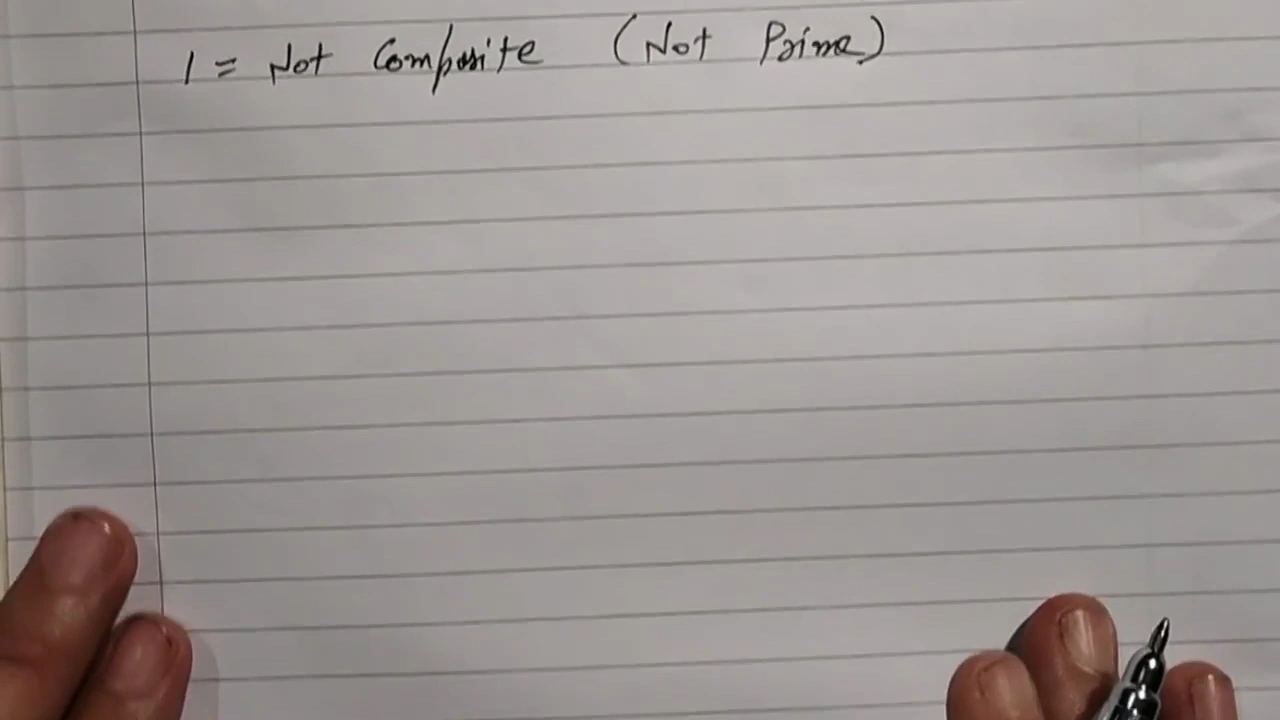 1 = Not Composite (Not Prime)